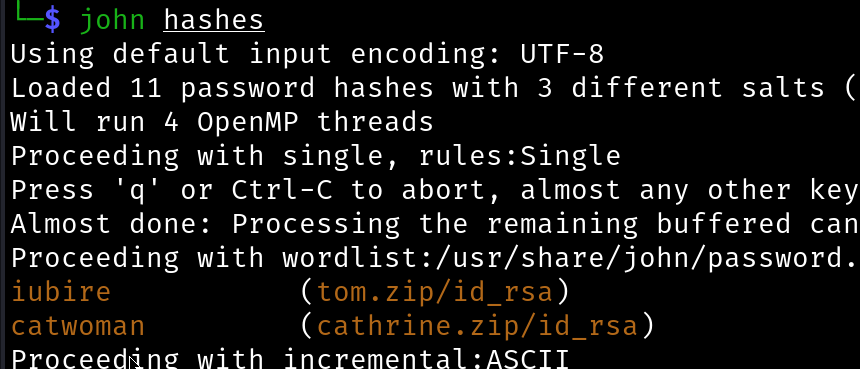 └─$ john hashes
Using default input encoding: UTF-8
Loaded 11 password hashes with 3 different salts (
Will run 4 OpenMP threads
Proceeding with single, rules:Single
Press 'q' or Ctrl-C to abort, almost any other key
Almost done: Processing the remaining buffered can
Proceeding with wordlist:/usr/share/john/password.
iubire           (tom.zip/id_rsa)
catwoman         (cathrine.zip/id_rsa)
Proceeding with incremental:ASCII